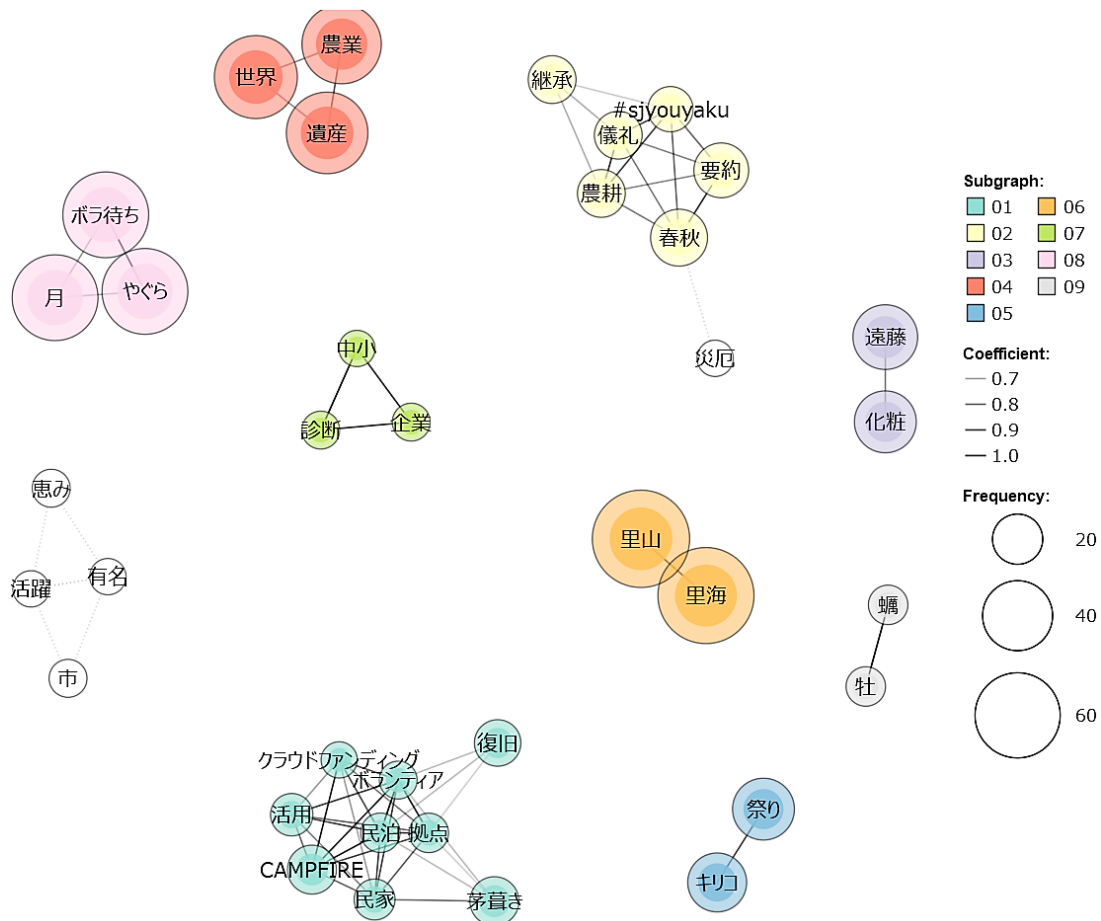 農業
世界
遺産
継承
#sjyouyaku
儀礼
要約
農耕
春秋
災厄
ボラ待ち
月
やぐら
中小
診断
企業
遠藤
化粧
恵み
有名
活躍
市
里山
里海
蠣
牡
クラウドファンディング
ボランティア
復旧
活用
民泊
拠点
CAMPFIRE
民家
茅葺き
祭り
キリコ
Subgraph:
01
02
03
04
05
06
07
08
09
Coefficient:
0.7
0.8
0.9
1.0
Frequency:
20
40
60